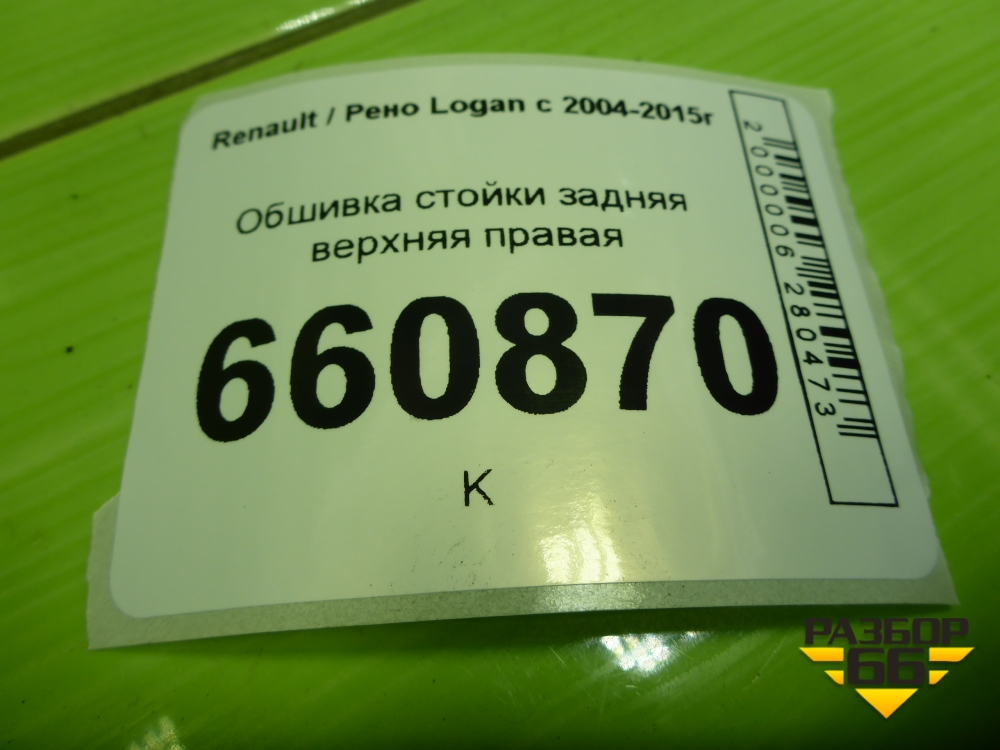 Renault / Рено Logan с 2004-2015г
Обшивка стойки задняя
верхняя правая
660870
К
2000006280473
РАЗБОР
66